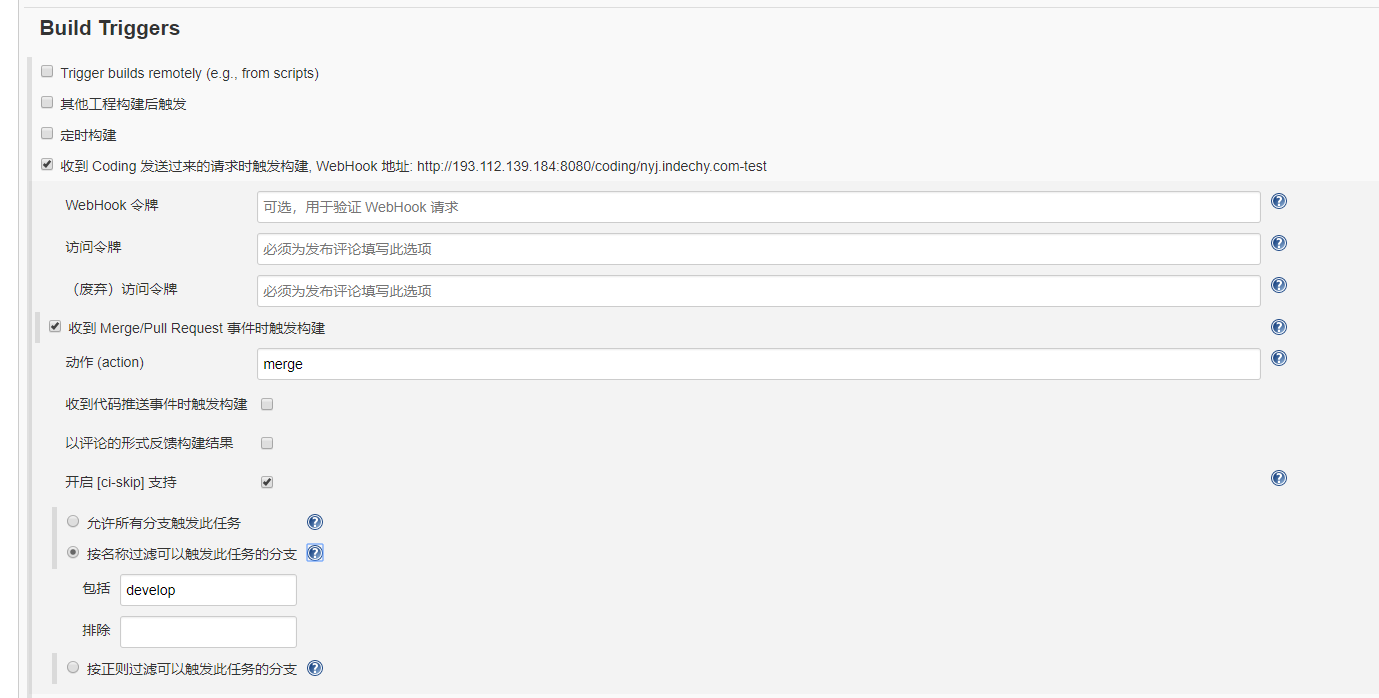 Build Triggers
Trigger builds remotely (e.g., from scripts)
其他工程构建后触发
定时构建
收到 Coding 发送过来的请求时触发构建, WebHook 地址: http://193.112.139.184:8080/coding/nyj.indechy.com-test
WebHook 令牌
可选，用于验证 WebHook 请求
访问令牌
必须为发布评论填写此选项
（废弃）访问令牌
必须为发布评论填写此选项
收到 Merge/Pull Request 事件时触发构建
动作 (action)
merge
收到代码推送事件时触发构建
以评论的形式反馈构建结果
开启 [ci-skip] 支持
允许所有分支触发此任务
按名称过滤可以触发此任务的分支
包括
develop
排除
按正则过滤可以触发此任务的分支